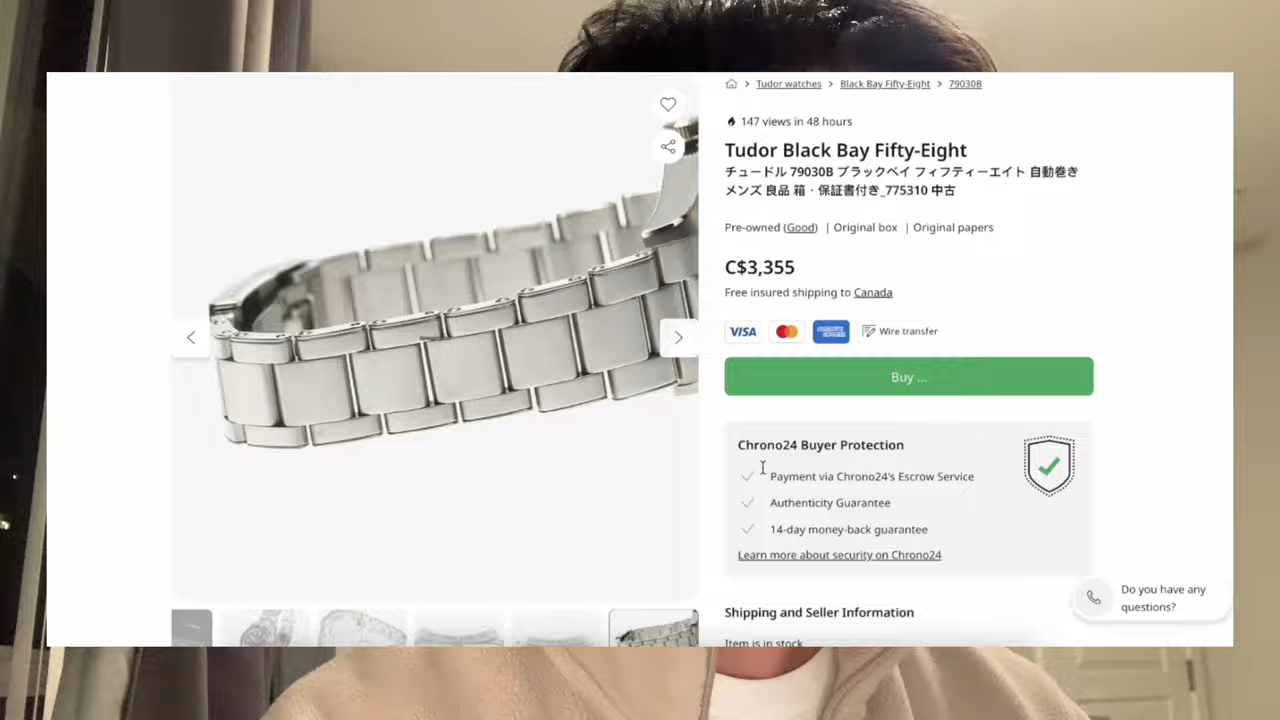 Tudor watches > Black Bay Fifty-Eight > 79030B
147 views in 48 hours
Tudor Black Bay Fifty-Eight
チュードル 79030B ブラックベイ フィフティーエイト 自動巻き
メンズ 良品 箱・保証書付き_775310 中古
Pre-owned (Good) | Original box | Original papers
C$3,355
Free insured shipping to Canada
VISA AMERICAN EXPRESS Wire transfer
Buy ...
Chrono24 Buyer Protection
Payment via Chrono24's Escrow Service
Authenticity Guarantee
14-day money-back guarantee
Learn more about security on Chrono24
Do you have any
questions?
Shipping and Seller Information
Item is in stock